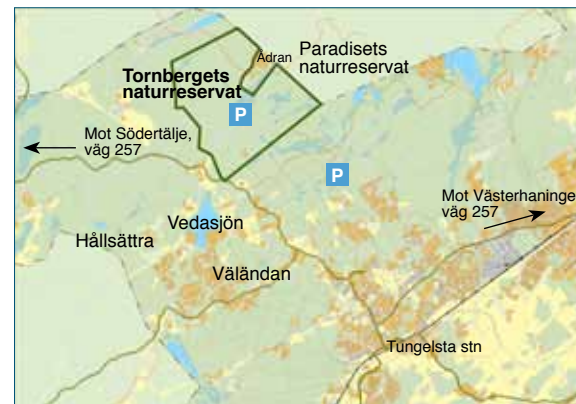 Ådran
Paradisets
naturreservat
Tornbergets
naturreservat
P
Mot Södertälje,
väg 257
P
Mot Västerhaninge
väg 257
Vedasjön
Hållsättra
Väländan
Tungelsta stn